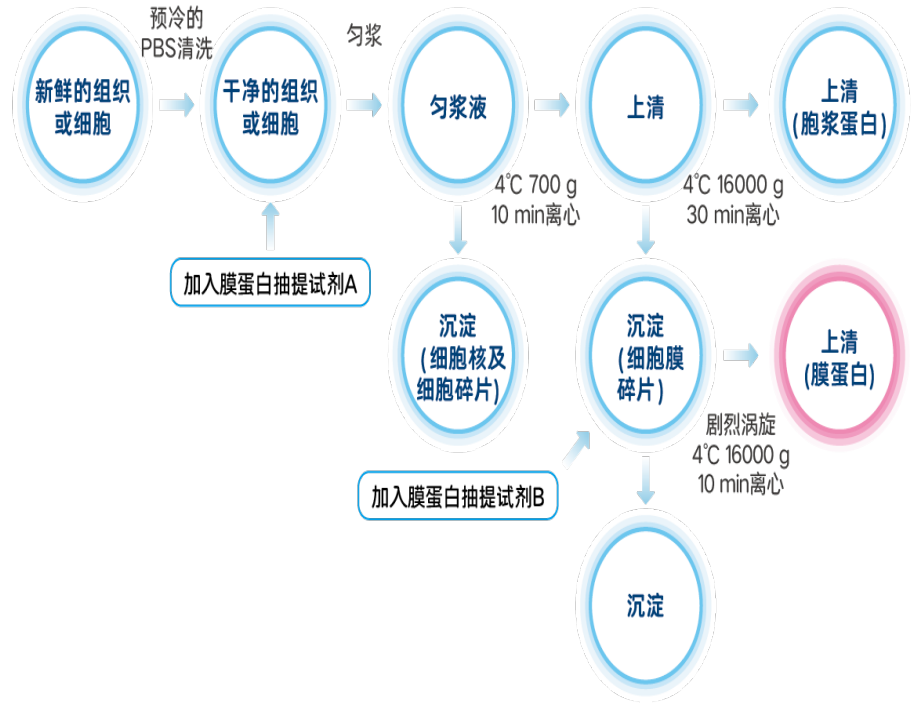 预冷的
PBS清洗
匀浆
新鲜的组织
或细胞
干净的组织
或细胞
匀浆液
上清
上清
(胞浆蛋白)
4℃ 700 g
10 min离心
4℃ 16000 g
30 min离心
加入膜蛋白抽提试剂A
沉淀
(细胞核及
细胞碎片)
沉淀
(细胞膜
碎片)
上清
(膜蛋白)
剧烈涡旋
4℃ 16000 g
10 min离心
加入膜蛋白抽提试剂B
沉淀